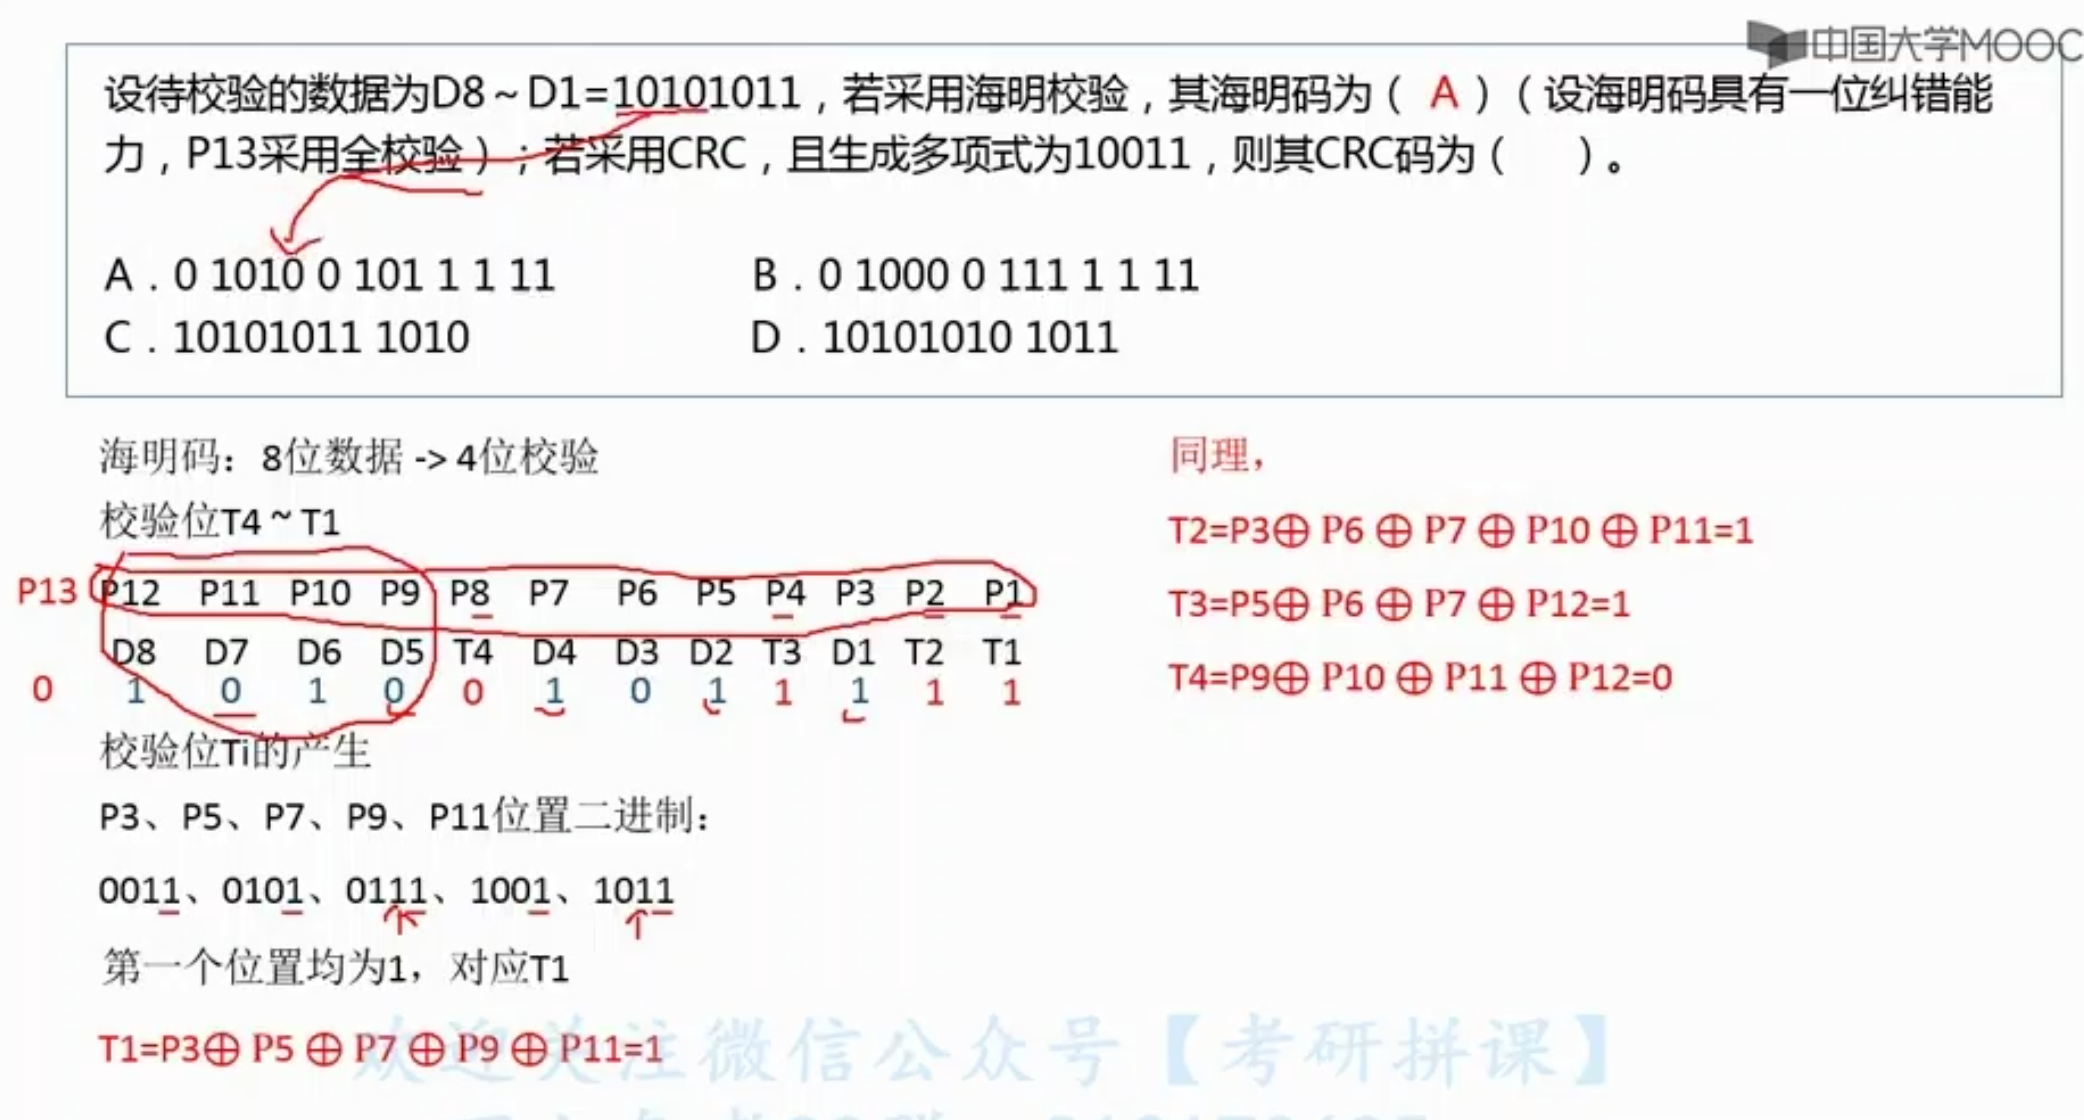 中国大学MOOC
设待校验的数据为D8~D1=10101011，若采用海明校验，其海明码为（ A ）（设海明码具有一位纠错能
力，P13采用全校验）；若采用CRC，且生成多项式为10011，则其CRC码为（ ）。
A．0 1010 0 101 1 1 11 B．0 1000 0 111 1 1 11
C．10101011 1010 D．10101010 1011
海明码：8位数据 -> 4位校验
校验位T4 ~ T1
P13 P12 P11 P10 P9 P8 P7 P6 P5 P4 P3 P2 P1
D8 D7 D6 D5 T4 D4 D3 D2 T3 D1 T2 T1
0 1 0 1 0 0 1 0 1 1 1 1 1
校验位Ti的产生
P3、P5、P7、P9、P11位置二进制：
0011、0101、0111、1001、1011
第一个位置均为1，对应T1
T1=P3⊕ P5 ⊕ P7 ⊕ P9 ⊕ P11=1
同理，
T2=P3⊕ P6 ⊕ P7 ⊕ P10 ⊕ P11=1
T3=P5⊕ P6 ⊕ P7 ⊕ P12=1
T4=P9⊕ P10 ⊕ P11 ⊕ P12=0
欢迎关注微信公众号【考研拼课】